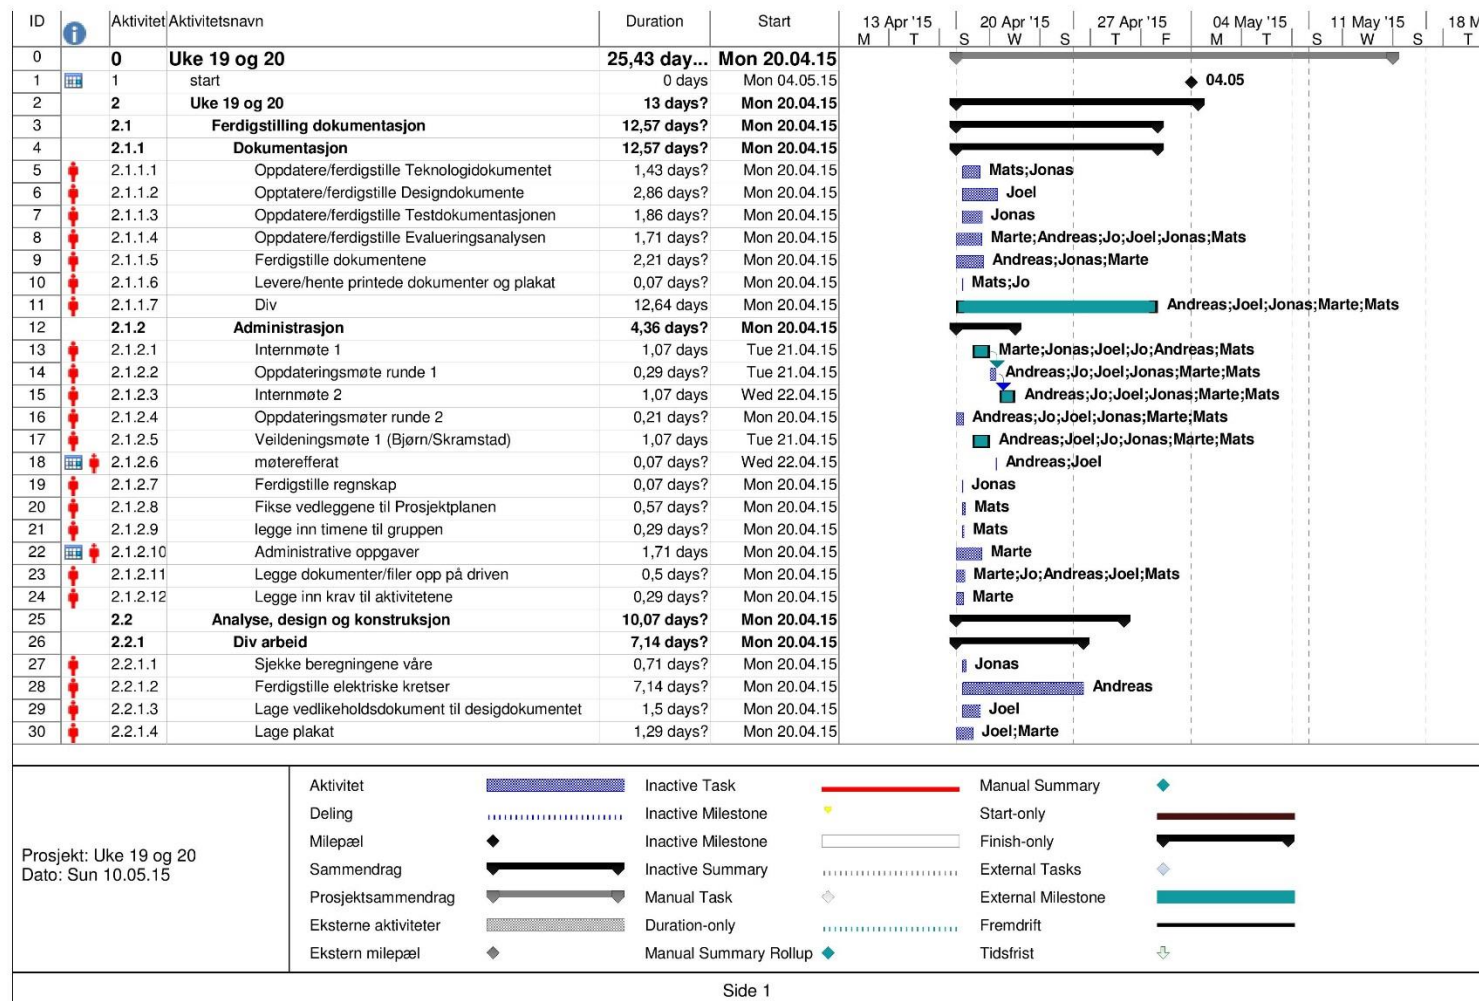 ID Aktivitet Aktivitetsnavn Duration Start 13 Apr '15 20 Apr '15 27 Apr '15 04 May '15 11 May '15 18 M
M T S W S T F M T S W S T
0 0 Uke 19 og 20 25,43 day... Mon 20.04.15
1 1 start 0 days Mon 04.05.15 04.05
2 2 Uke 19 og 20 13 days? Mon 20.04.15
3 2.1 Ferdigstilling dokumentasjon 12,57 days? Mon 20.04.15
4 2.1.1 Dokumentasjon 12,57 days? Mon 20.04.15
5 2.1.1.1 Oppdatere/ferdigstille Teknologidokumentet 1,43 days? Mon 20.04.15 Mats;Jonas
6 2.1.1.2 Opptatere/ferdigstille Designdokumente 2,86 days? Mon 20.04.15 Joel
7 2.1.1.3 Oppdatere/ferdigstille Testdokumentasjonen 1,86 days? Mon 20.04.15 Jonas
8 2.1.1.4 Oppdatere/ferdigstille Evalueringsanalysen 1,71 days? Mon 20.04.15 Marte;Andreas;Jo;Joel;Jonas;Mats
9 2.1.1.5 Ferdigstille dokumentene 2,21 days? Mon 20.04.15 Andreas;Jonas;Marte
10 2.1.1.6 Levere/hente printede dokumenter og plakat 0,07 days? Mon 20.04.15 Mats;Jo
11 2.1.1.7 Div 12,64 days Mon 20.04.15 Andreas;Joel;Jonas;Marte;Mats
12 2.1.2 Administrasjon 4,36 days? Mon 20.04.15
13 2.1.2.1 Internmøte 1 1,07 days Tue 21.04.15 Marte;Jonas;Joel;Jo;Andreas;Mats
14 2.1.2.2 Oppdateringsmøte runde 1 0,29 days? Tue 21.04.15 Andreas;Jo;Joel;Jonas;Marte;Mats
15 2.1.2.3 Internmøte 2 1,07 days Wed 22.04.15 Andreas;Jo;Joel;Jonas;Marte;Mats
16 2.1.2.4 Oppdateringsmøter runde 2 0,21 days? Mon 20.04.15 Andreas;Jo;Joel;Jonas;Marte;Mats
17 2.1.2.5 Veildeningsmøte 1 (Bjørn/Skramstad) 1,07 days Tue 21.04.15 Andreas;Joel;Jo;Jonas;Marte;Mats
18 2.1.2.6 møterefferat 0,07 days? Wed 22.04.15 Andreas;Joel
19 2.1.2.7 Ferdigstille regnskap 0,07 days? Mon 20.04.15 Jonas
20 2.1.2.8 Fikse vedleggene til Prosjektplanen 0,57 days? Mon 20.04.15 Mats
21 2.1.2.9 legge inn timene til gruppen 0,29 days? Mon 20.04.15 Mats
22 2.1.2.10 Administrative oppgaver 1,71 days Mon 20.04.15 Marte
23 2.1.2.11 Legge dokumenter/filer opp på driven 0,5 days? Mon 20.04.15 Marte;Jo;Andreas;Joel;Mats
24 2.1.2.12 Legge inn krav til aktivitetene 0,29 days? Mon 20.04.15 Marte
25 2.2 Analyse, design og konstruksjon 10,07 days? Mon 20.04.15
26 2.2.1 Div arbeid 7,14 days? Mon 20.04.15
27 2.2.1.1 Sjekke beregningene våre 0,71 days? Mon 20.04.15 Jonas
28 2.2.1.2 Ferdigstille elektriske kretser 7,14 days? Mon 20.04.15 Andreas
29 2.2.1.3 Lage vedlikeholdsdokument til desigdokumentet 1,5 days? Mon 20.04.15 Joel
30 2.2.1.4 Lage plakat 1,29 days? Mon 20.04.15 Joel;Marte
Prosjekt: Uke 19 og 20
Dato: Sun 10.05.15
Aktivitet Inactive Task Manual Summary
Deling Inactive Milestone Start-only
Milepæl Inactive Milestone Finish-only
Sammendrag Inactive Summary External Tasks
Prosjektsammendrag Manual Task External Milestone
Eksterne aktiviteter Duration-only Fremdrift
Ekstern milepæl Manual Summary Rollup Tidsfrist
Side 1